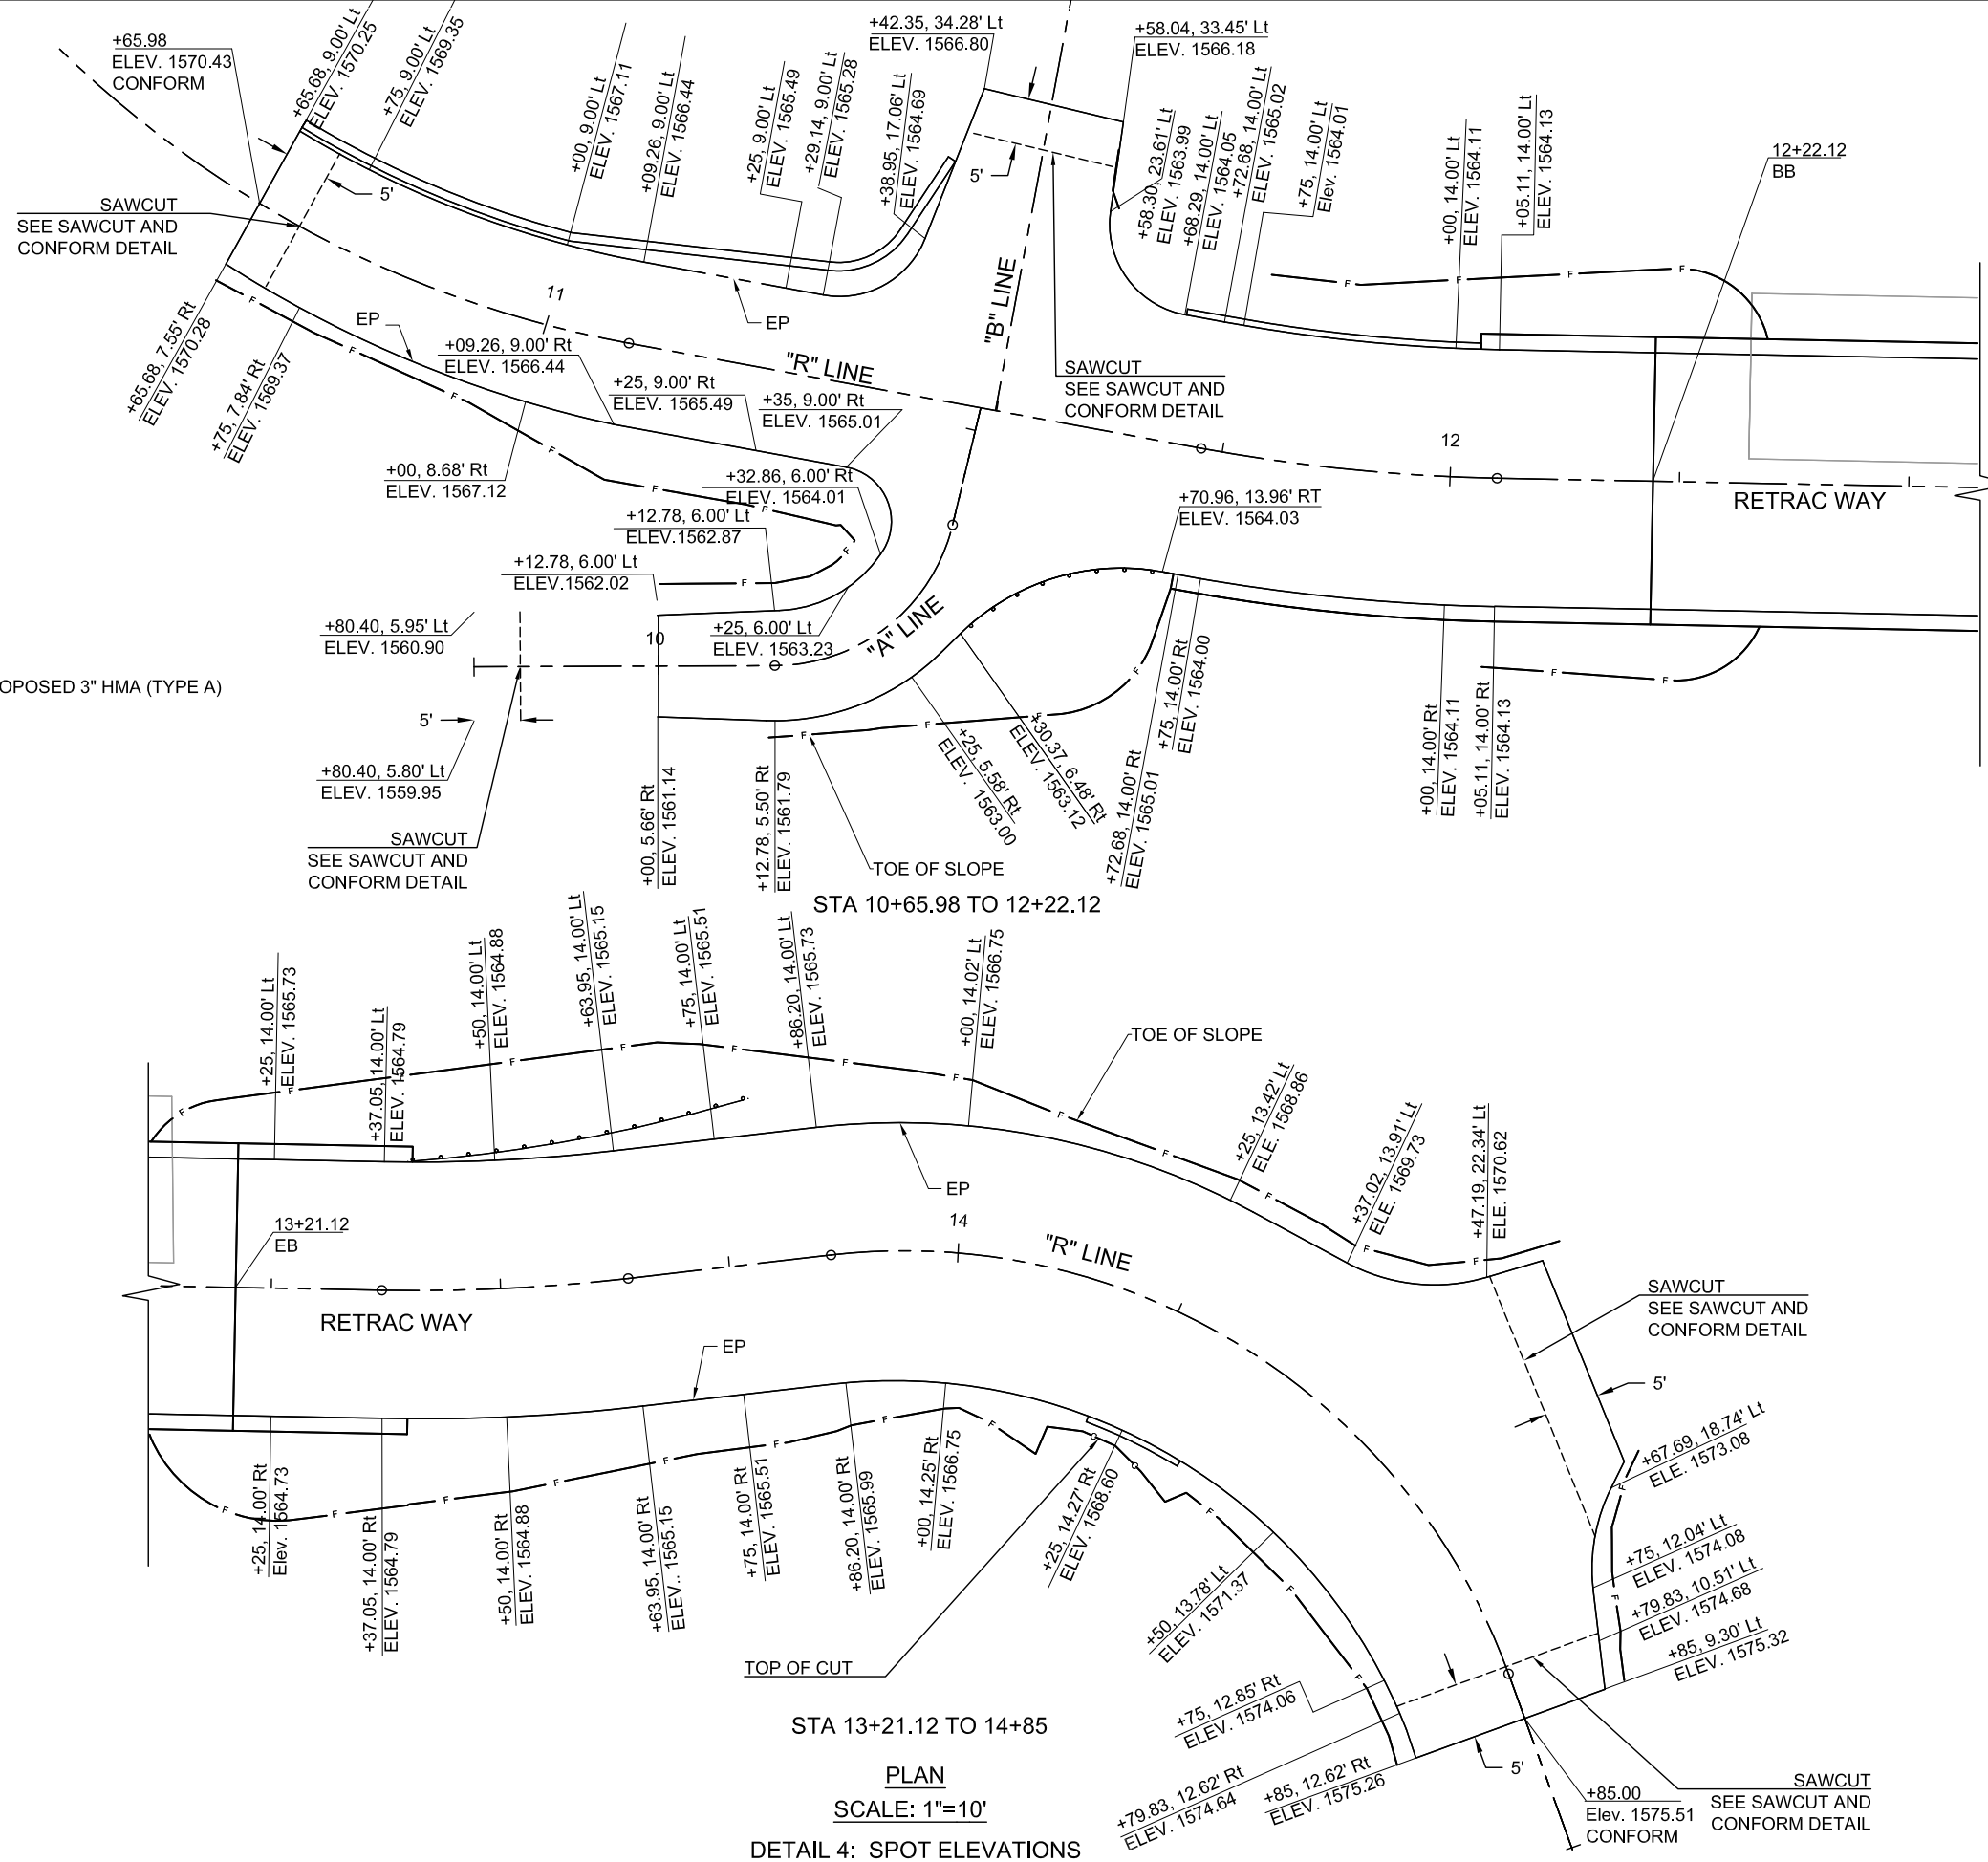 +65.98
ELEV. 1570.43
CONFORM
+65.68, 9.00' Lt
ELEV. 1570.25
+75, 9.00' Lt
ELEV. 1569.35
+00, 9.00' Lt
ELEV. 1567.11
+09.26, 9.00' Lt
ELEV. 1566.44
+25, 9.00' Lt
ELEV. 1565.49
+29.14, 9.00' Lt
ELEV. 1565.28
+38.95, 17.06' Lt
ELEV. 1564.69
+42.35, 34.28' Lt
ELEV. 1566.80
+58.04, 33.45' Lt
ELEV. 1566.18
+58.30, 23.61' Lt
ELEV. 1563.99
+68.29, 14.00' Lt
ELEV. 1564.05
+72.68, 14.00' Lt
ELEV. 1565.02
+75, 14.00' Lt
Elev. 1564.01
+00, 14.00' Lt
ELEV. 1564.11
+05.11, 14.00' Lt
ELEV. 1564.13
12+22.12
BB
SAWCUT
SEE SAWCUT AND
CONFORM DETAIL
5'
5'
EP
EP
11
"R" LINE
"B" LINE
SAWCUT
SEE SAWCUT AND
CONFORM DETAIL
12
RETRAC WAY
+65.68, 7.55' Rt
ELEV. 1570.28
+75, 7.84' Rt
ELEV. 1569.37
+09.26, 9.00' Rt
ELEV. 1566.44
+25, 9.00' Rt
ELEV. 1565.49
+35, 9.00' Rt
ELEV. 1565.01
+00, 8.68' Rt
ELEV. 1567.12
+32.86, 6.00' Rt
ELEV. 1564.01
+12.78, 6.00' Lt
ELEV.1562.87
+12.78, 6.00' Lt
ELEV.1562.02
+70.96, 13.96' RT
ELEV. 1564.03
+80.40, 5.95' Lt
ELEV. 1560.90
10
+25, 6.00' Lt
ELEV. 1563.23
"A" LINE
OPOSED 3" HMA (TYPE A)
5'
+80.40, 5.80' Lt
ELEV. 1559.95
SAWCUT
SEE SAWCUT AND
CONFORM DETAIL
+00, 5.66' Rt
ELEV. 1561.14
+12.78, 5.50' Rt
ELEV. 1561.79
TOE OF SLOPE
+25, 5.58' Rt
ELEV. 1563.00
+30.37, 6.48' Rt
ELEV. 1563.12
+72.68, 14.00' Rt
ELEV. 1565.01
+75, 14.00' Rt
ELEV. 1564.00
+00, 14.00' Rt
ELEV. 1564.11
+05.11, 14.00' Rt
ELEV. 1564.13
F F F F F F F F F F F F F F F F F F
STA 10+65.98 TO 12+22.12
+25, 14.00' Lt
ELEV. 1565.73
+37.05, 14.00' Lt
ELEV. 1564.79
+50, 14.00' Lt
ELEV. 1564.88
+63.95, 14.00' Lt
ELEV. 1565.15
+75, 14.00' Lt
ELEV. 1565.51
+86.20, 14.00' Lt
ELEV. 1565.73
+00, 14.02' Lt
ELEV. 1566.75
TOE OF SLOPE
+25, 13.42' Lt
ELE. 1568.86
+37.02, 13.91' Lt
ELE. 1569.73
+47.19, 22.34' Lt
ELE. 1570.62
13+21.12
EB
RETRAC WAY
EP
EP
14
"R" LINE
SAWCUT
SEE SAWCUT AND
CONFORM DETAIL
5'
+67.69, 18.74' Lt
ELE. 1573.08
+75, 12.04' Lt
ELEV. 1574.08
+79.83, 10.51' Lt
ELEV. 1574.68
+85, 9.30' Lt
ELEV. 1575.32
+25, 14.00' Rt
Elev. 1564.73
+37.05, 14.00' Rt
ELEV. 1564.79
+50, 14.00' Rt
ELEV. 1564.88
+63.95, 14.00' Rt
ELEV.. 1565.15
+75, 14.00' Rt
ELEV. 1565.51
+86.20, 14.00' Rt
ELEV. 1565.99
+00, 14.25' Rt
ELEV. 1566.75
+25, 14.27' Rt
ELEV. 1568.60
+50, 13.78' Lt
ELEV. 1571.37
+75, 12.85' Rt
ELEV. 1574.06
+79.83, 12.62' Rt
ELEV. 1574.64
+85, 12.62' Rt
ELEV. 1575.26
TOP OF CUT
5'
+85.00
Elev. 1575.51
CONFORM
SAWCUT
SEE SAWCUT AND
CONFORM DETAIL
STA 13+21.12 TO 14+85
PLAN
SCALE: 1"=10'
DETAIL 4: SPOT ELEVATIONS